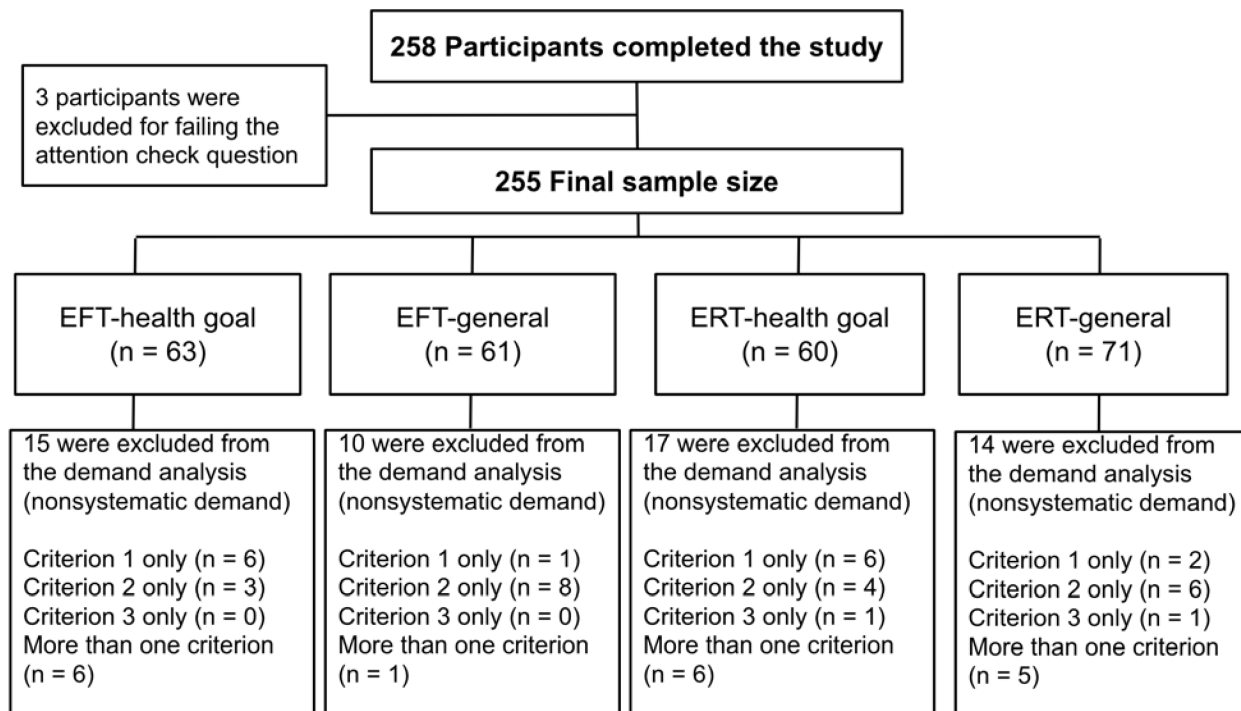 258 Participants completed the study
3 participants were
excluded for failing the
attention check question
255 Final sample size
EFT-health goal
(n = 63)
EFT-general
(n = 61)
ERT-health goal
(n = 60)
ERT-general
(n = 71)
15 were excluded from
the demand analysis
(nonsystematic demand)
Criterion 1 only (n = 6)
Criterion 2 only (n = 3)
Criterion 3 only (n = 0)
More than one criterion
(n = 6)
10 were excluded from
the demand analysis
(nonsystematic demand)
Criterion 1 only (n = 1)
Criterion 2 only (n = 8)
Criterion 3 only (n = 0)
More than one criterion
(n = 1)
17 were excluded from
the demand analysis
(nonsystematic demand)
Criterion 1 only (n = 6)
Criterion 2 only (n = 4)
Criterion 3 only (n = 1)
More than one criterion
(n = 6)
14 were excluded from
the demand analysis
(nonsystematic demand)
Criterion 1 only (n = 2)
Criterion 2 only (n = 6)
Criterion 3 only (n = 1)
More than one criterion
(n = 5)